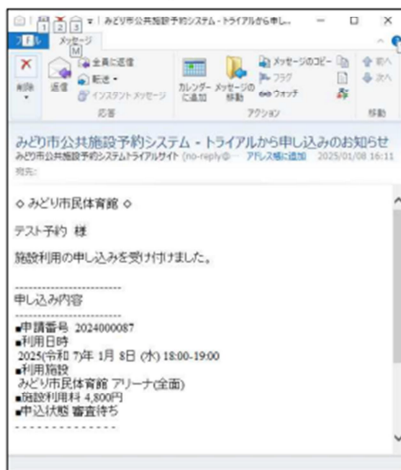 みどり市公共施設予約システム - トライアルから申し...
ファイル メッセージ
削除
返信
全員に返信
転送
インスタント メッセージ
応答
カレンダーに追加
メッセージの移動
メッセージのコピー
フラグ
ウォッチ
アクション
前へ
次へ
移動
みどり市公共施設予約システム - トライアルから申し込みのお知らせ
みどり市公共施設予約システムトライアルサイト (no-reply@ アドレス帳に追加 2025/01/08 16:11
宛先:
◇ みどり市民体育館 ◇
テスト予約 様
施設利用の申し込みを受け付けました。
------------------------
申し込み内容
------------------------
■申請番号 2024000087
■利用日時
2025(令和 7)年 1月 8日 (水) 18:00-19:00
■利用施設
みどり市民体育館 アリーナ(全面)
■施設利用料 4,800円
■申込状態 審査待ち
- - - - - - - - - - - - - -